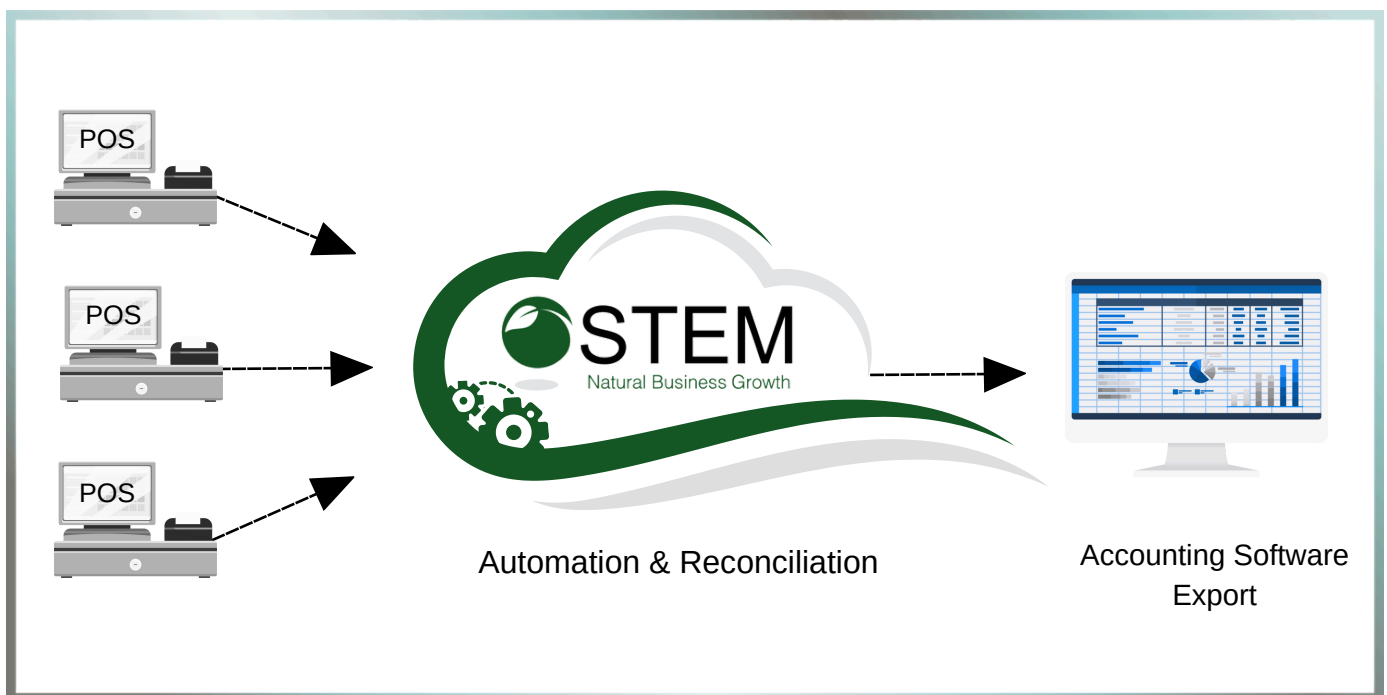 POS
POS
POS
STEM
Natural Business Growth
Automation & Reconciliation
Accounting Software
Export